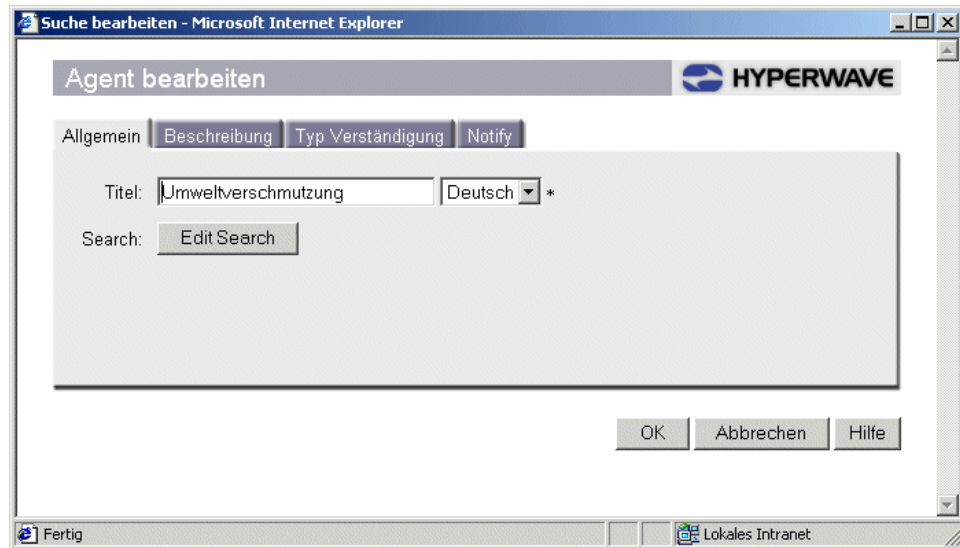 Suche bearbeiten - Microsoft Internet Explorer
Agent bearbeiten HYPERWAVE
Allgemein Beschreibung Typ Verständigung Notify
Titel: Umweltverschmutzung Deutsch *
Search: Edit Search
OK Abbrechen Hilfe
Fertig Lokales Intranet